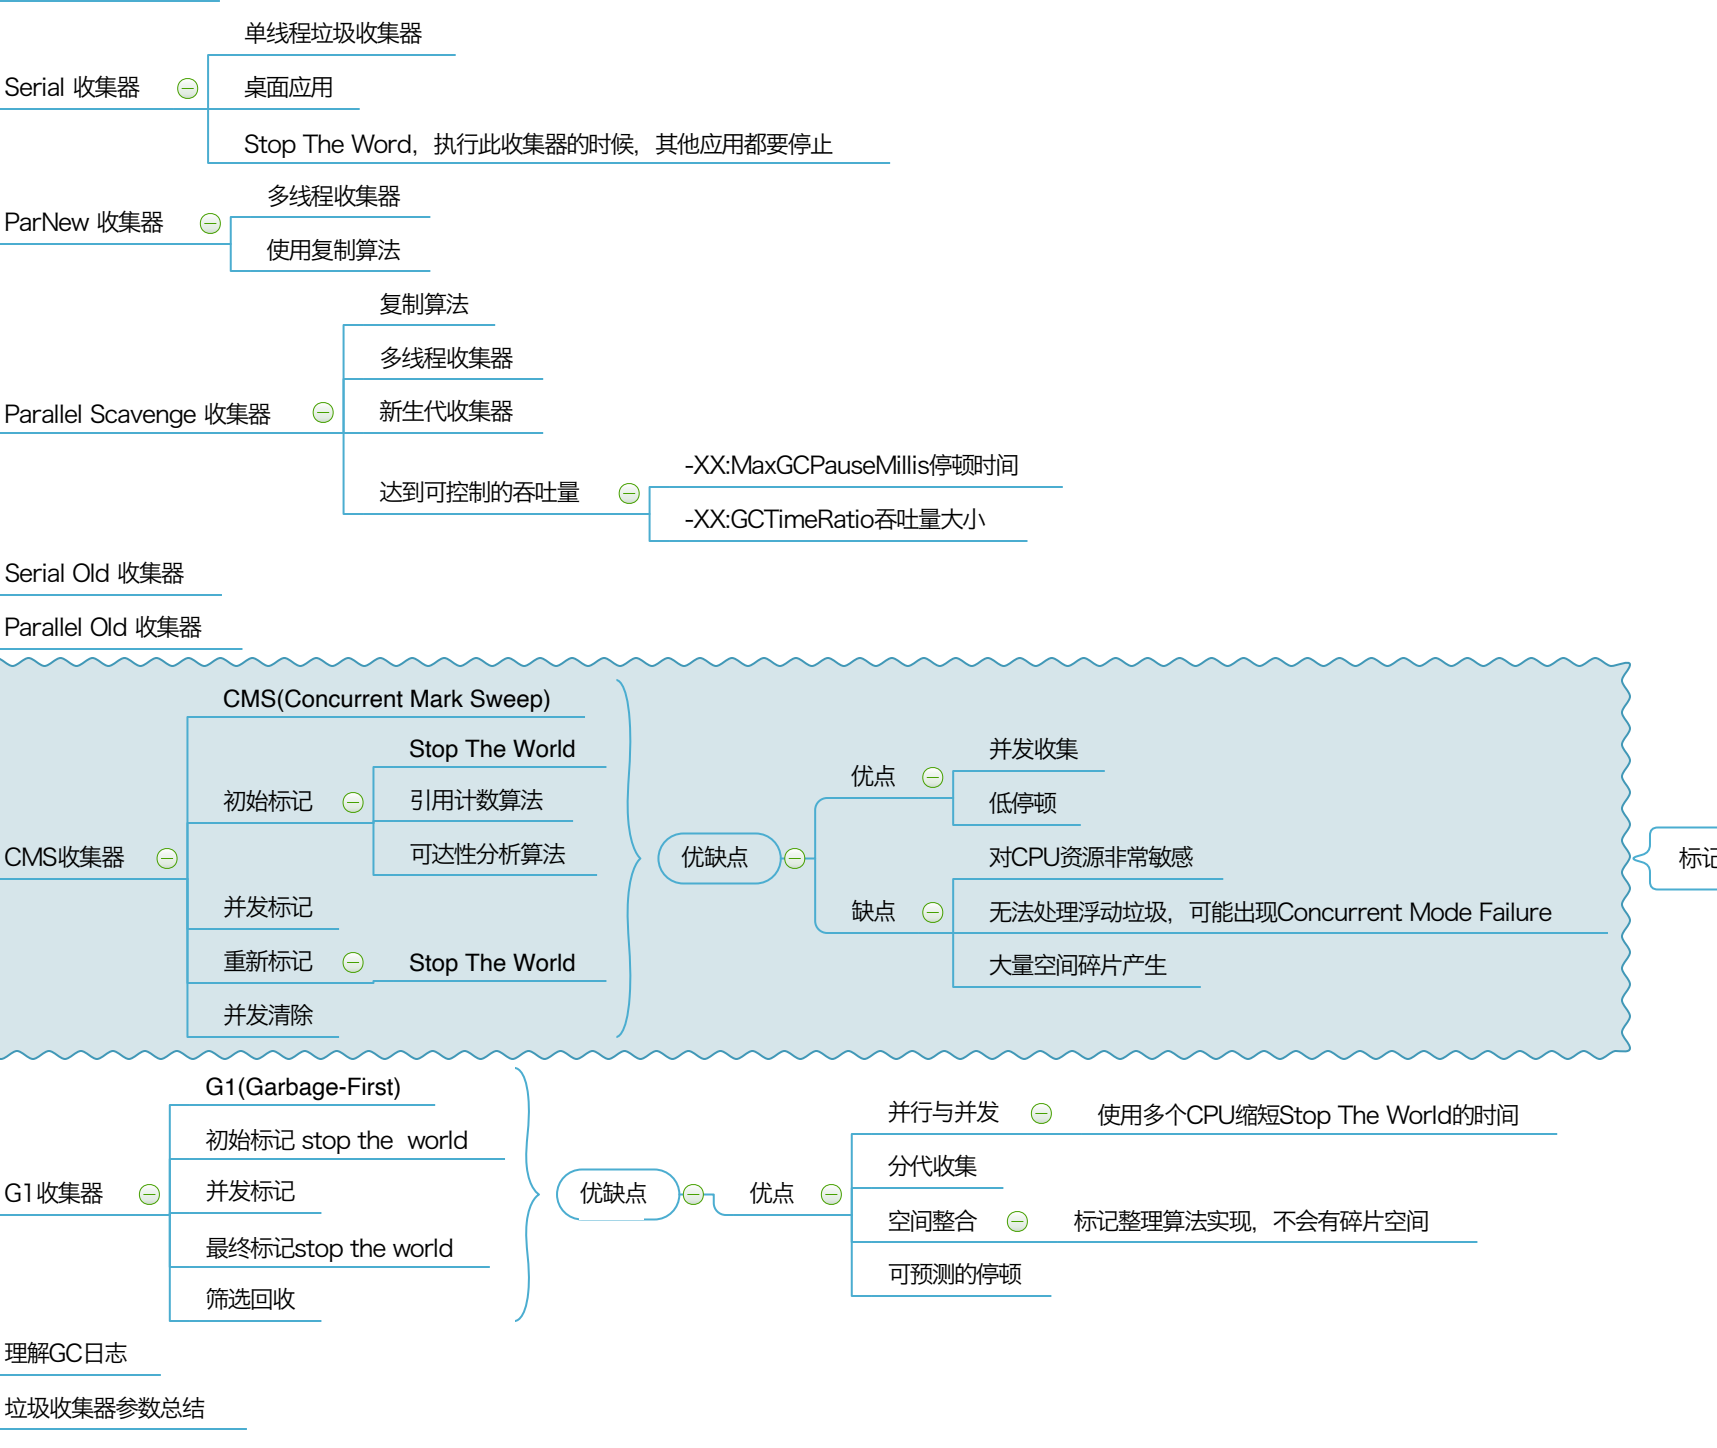 单线程垃圾收集器
Serial 收集器
桌面应用
Stop The Word，执行此收集器的时候，其他应用都要停止
多线程收集器
ParNew 收集器
使用复制算法
复制算法
多线程收集器
Parallel Scavenge 收集器
新生代收集器
-XX:MaxGCPauseMillis停顿时间
达到可控制的吞吐量
-XX:GCTimeRatio吞吐量大小
Serial Old 收集器
Parallel Old 收集器
CMS收集器
CMS(Concurrent Mark Sweep)
初始标记
Stop The World
引用计数算法
可达性分析算法
并发标记
重新标记
Stop The World
并发清除
优缺点
优点
并发收集
低停顿
缺点
对CPU资源非常敏感
无法处理浮动垃圾，可能出现Concurrent Mode Failure
大量空间碎片产生
标记
G1收集器
G1(Garbage-First)
初始标记 stop the  world
并发标记
最终标记stop the world
筛选回收
优缺点
优点
并行与并发
使用多个CPU缩短Stop The World的时间
分代收集
空间整合
标记整理算法实现，不会有碎片空间
可预测的停顿
理解GC日志
垃圾收集器参数总结